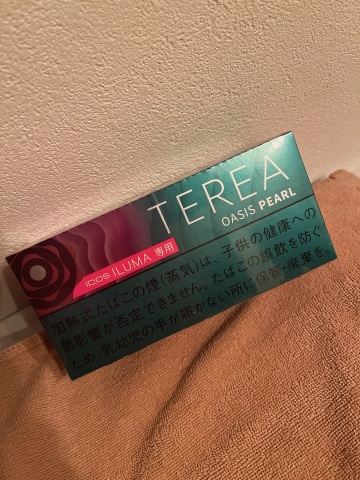 TEREA
OASIS PEARL
IQOS ILUMA 専用
加熱式たばこの煙(蒸気)は、子供の健康への
悪影響が否定できません。たばこの誤飲を防ぐ
ため、乳幼児の手が届かない所に保管・廃棄を。